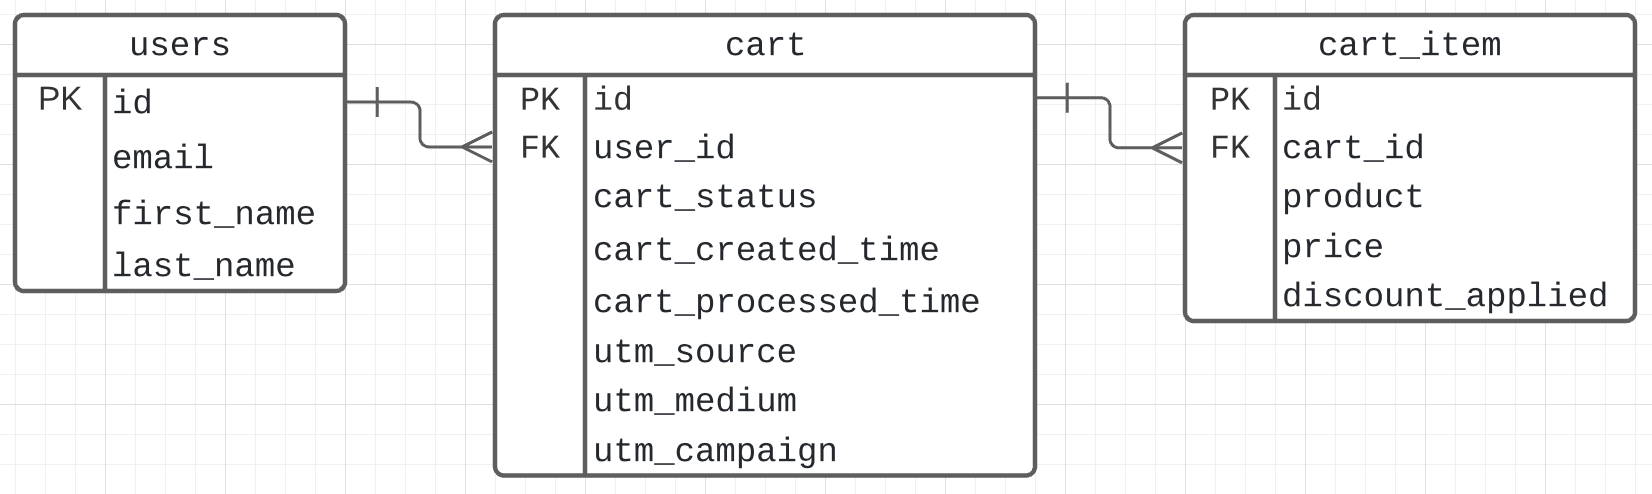 users
PK id
email
first_name
last_name
cart
PK id
FK user_id
cart_status
cart_created_time
cart_processed_time
utm_source
utm_medium
utm_campaign
cart_item
PK id
FK cart_id
product
price
discount_applied